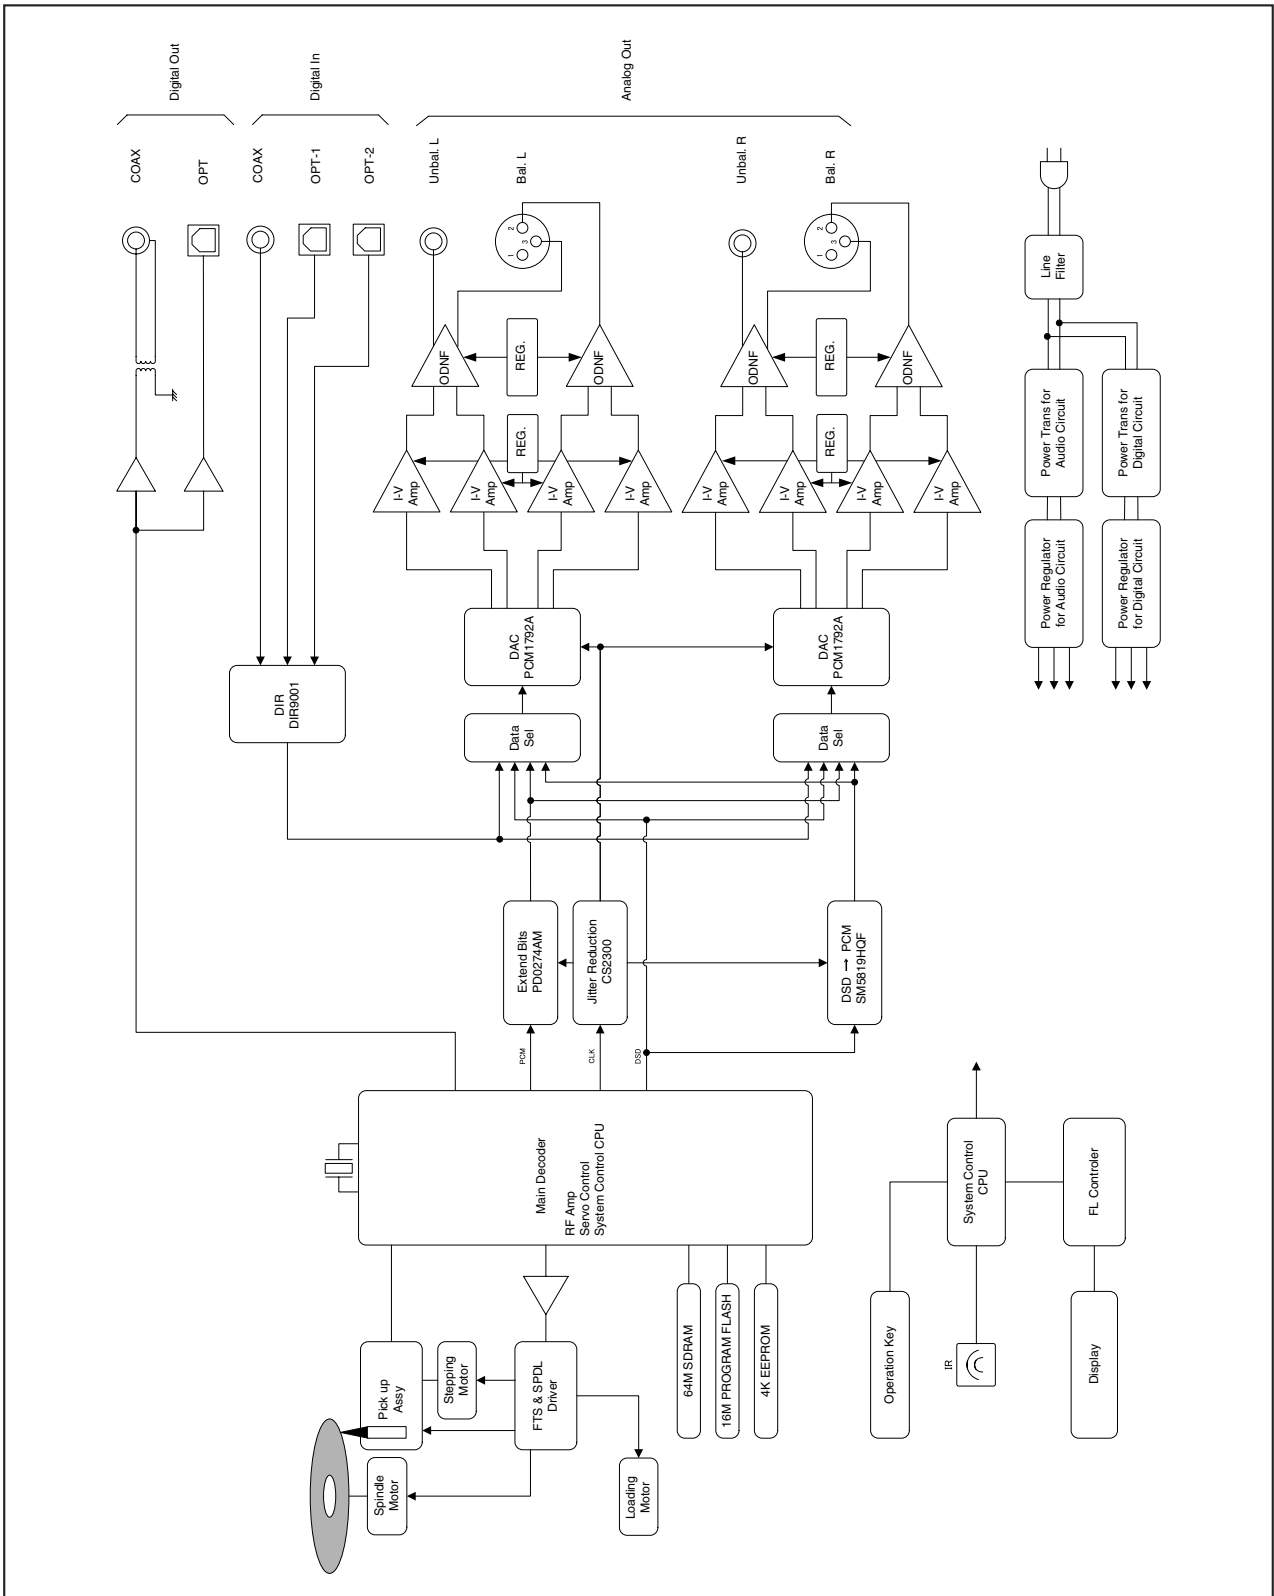 Digital Out
Digital In
Analog Out
COAX
OPT
COAX
OPT-1
OPT-2
Unbal. L
Bal. L
Unbal. R
Bal. R
1
2
3
1
2
3
Line
Filter
ODNF
REG.
ODNF
ODNF
REG.
ODNF
Power Trans for
Audio Circuit
Power Trans for
Digital Circuit
I-V
Amp
I-V
Amp
REG.
I-V
Amp
I-V
Amp
I-V
Amp
I-V
Amp
REG.
I-V
Amp
I-V
Amp
Power Regulator
for Audio Circuit
Power Regulator
for Digital Circuit
DIR
DIR9001
DAC
PCM1792A
DAC
PCM1792A
Data
Sel
Data
Sel
Extend Bits
PD0274AM
Jitter Reduction
CS2300
DSD → PCM
SM5819HQF
PCM
CLK
DSD
Main Decoder
RF Amp
Servo Control
System Control CPU
System Control
CPU
FL Controler
Pick up
Assy
Stepping
Motor
FTS & SPDL
Driver
Spindle
Motor
Loading
Motor
64M SDRAM
16M PROGRAM FLASH
4K EEPROM
Operation Key
IR
Display